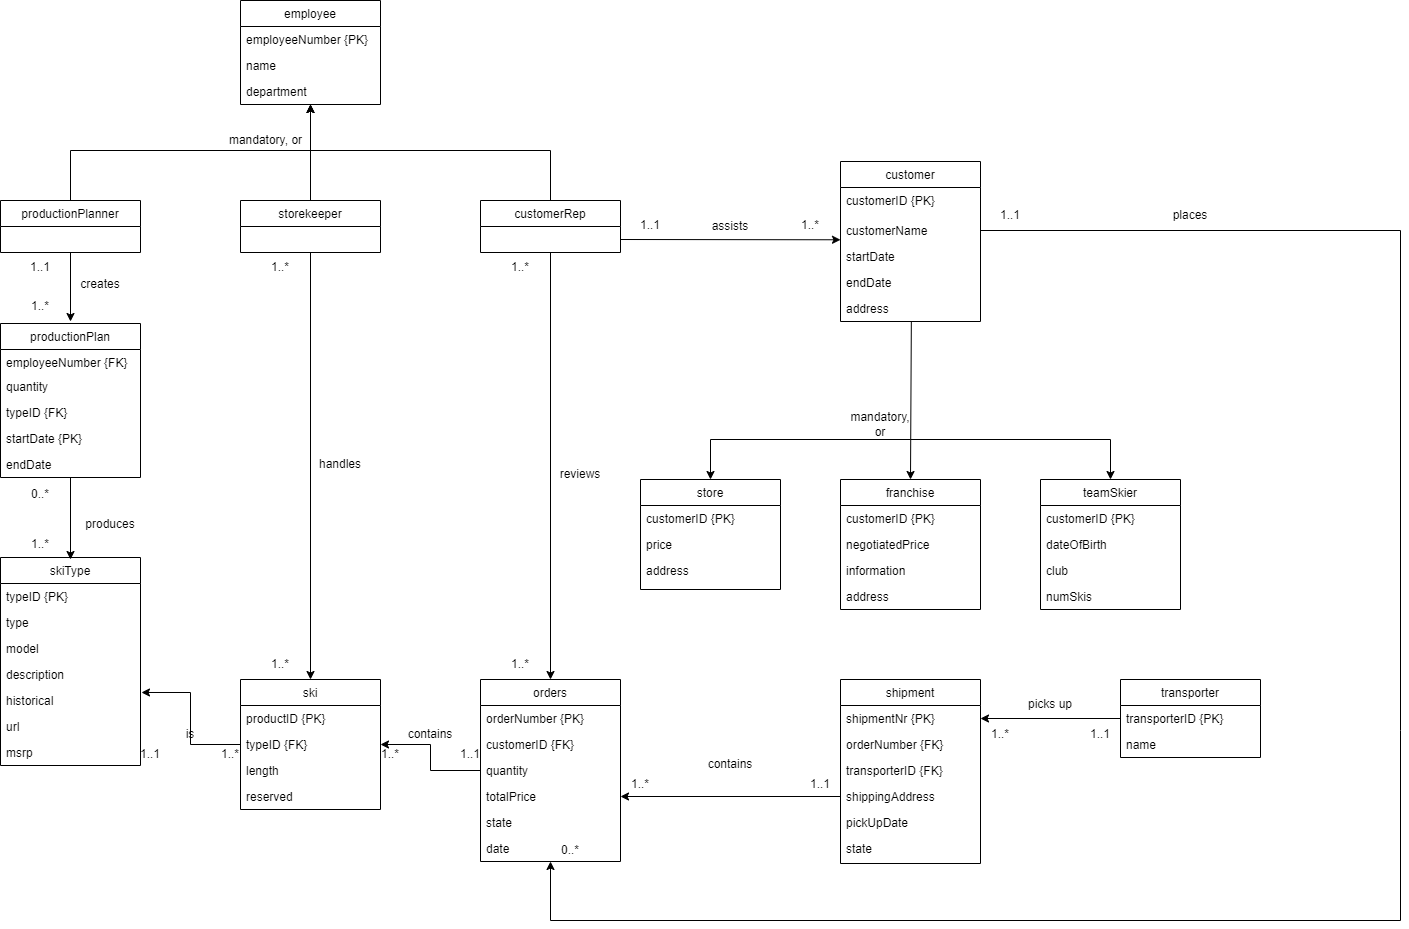 employee
employeeNumber {PK}
name
department
mandatory, or
productionPlanner
storekeeper
customerRep
1..1
assists
1..*
customer
customerID {PK}
customerName
startDate
endDate
address
1..1
places
1..1
creates
1..*
1..*
1..*
productionPlan
employeeNumber {FK}
quantity
typeID {FK}
startDate {PK}
endDate
0..*
produces
1..*
handles
1..*
reviews
1..*
mandatory,
or
store
customerID {PK}
price
address
franchise
customerID {PK}
negotiatedPrice
information
address
teamSkier
customerID {PK}
dateOfBirth
club
numSkis
skiType
typeID {PK}
type
model
description
historical
url
msrp
is
1..1
1..*
ski
productID {PK}
typeID {FK}
length
reserved
contains
1..*
1..1
orders
orderNumber {PK}
customerID {FK}
quantity
totalPrice
state
date
0..*
contains
1..*
1..1
shipment
shipmentNr {PK}
orderNumber {FK}
transporterID {FK}
shippingAddress
pickUpDate
state
picks up
1..*
1..1
transporter
transporterID {PK}
name